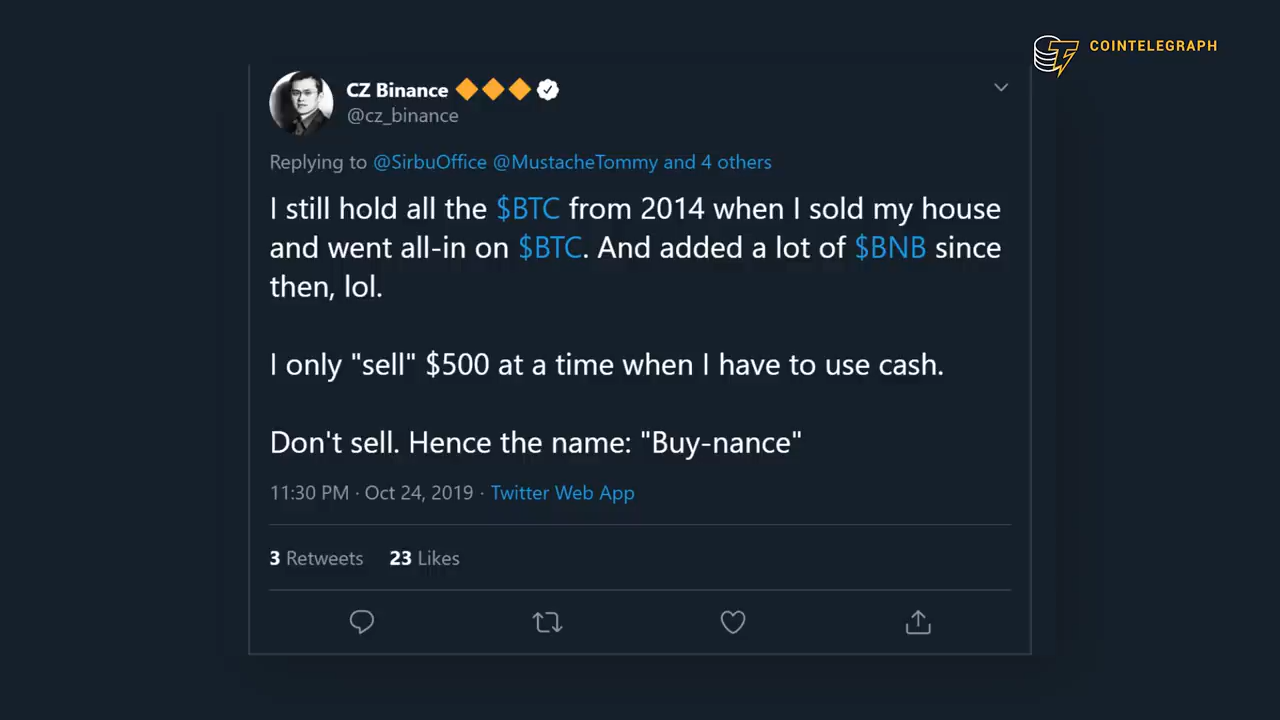 COINTELEGRAPH
CZ Binance 🔶🔶🔶
@cz_binance
Replying to @SirbuOffice @MustacheTommy and 4 others
I still hold all the $BTC from 2014 when I sold my house
and went all-in on $BTC. And added a lot of $BNB since
then, lol.
I only "sell" $500 at a time when I have to use cash.
Don't sell. Hence the name: "Buy-nance"
11:30 PM · Oct 24, 2019 · Twitter Web App
3 Retweets 23 Likes